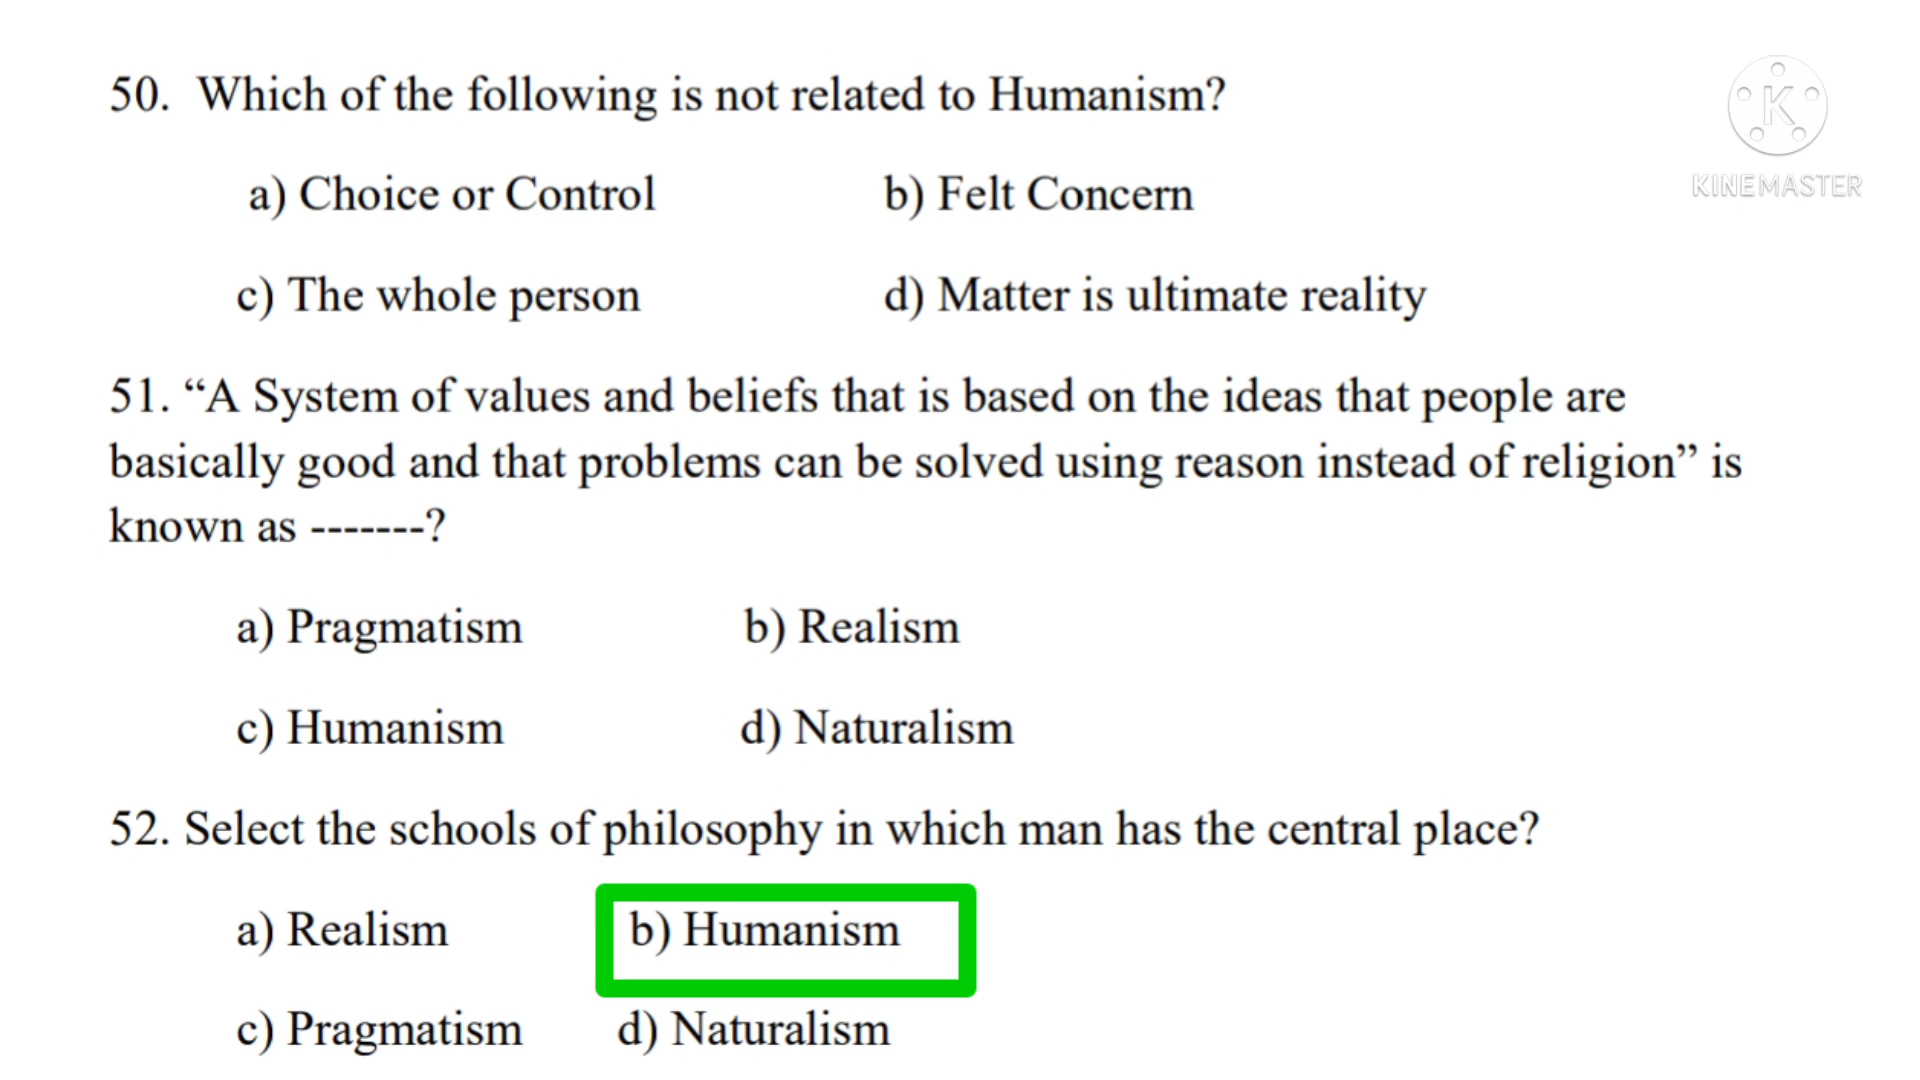 50. Which of the following is not related to Humanism?
K
KINEMASTER
a) Choice or Control b) Felt Concern
c) The whole person d) Matter is ultimate reality
51. “A System of values and beliefs that is based on the ideas that people are
basically good and that problems can be solved using reason instead of religion” is
known as -------?
a) Pragmatism b) Realism
c) Humanism d) Naturalism
52. Select the schools of philosophy in which man has the central place?
a) Realism b) Humanism
c) Pragmatism d) Naturalism